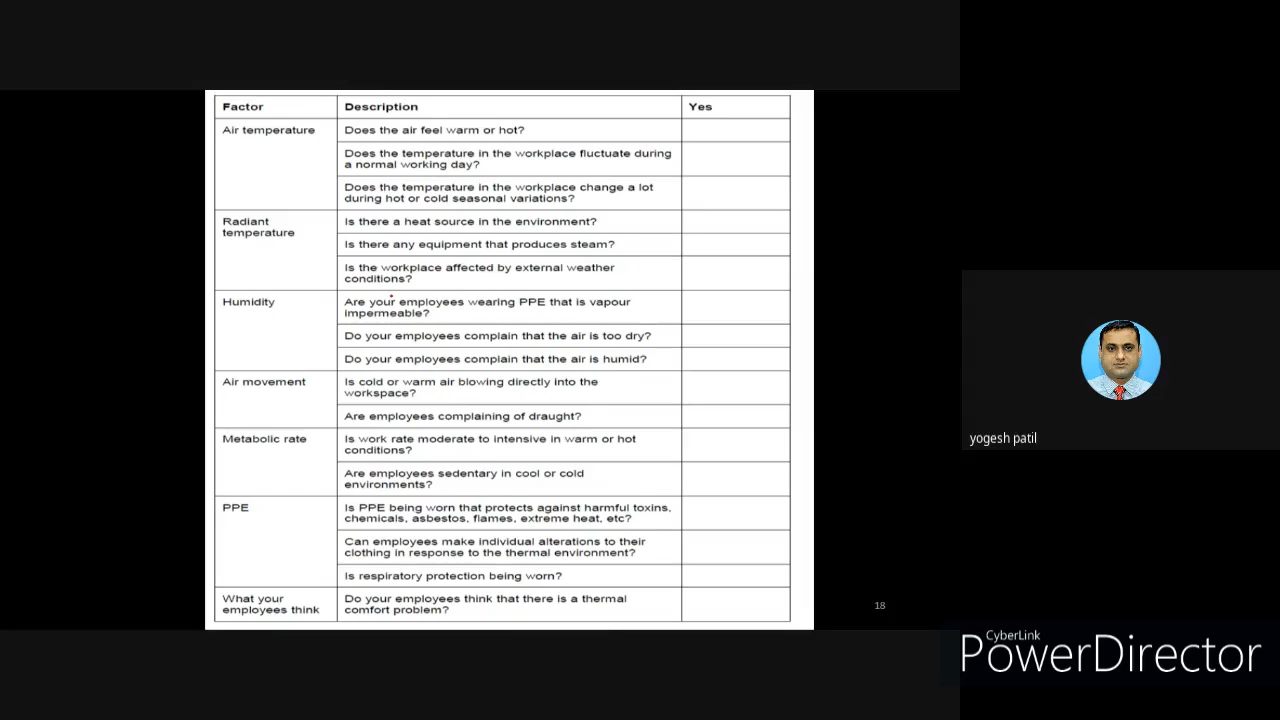 Factor Description Yes
Air temperature Does the air feel warm or hot?
Does the temperature in the workplace fluctuate during
a normal working day?
Does the temperature in the workplace change a lot
during hot or cold seasonal variations?
Radiant
temperature
Is there a heat source in the environment?
Is there any equipment that produces steam?
Is the workplace affected by external weather
conditions?
Humidity
Are your employees wearing PPE that is vapour
impermeable?
Do your employees complain that the air is too dry?
Do your employees complain that the air is humid?
Air movement
Is cold or warm air blowing directly into the
workspace?
Are employees complaining of draught?
Metabolic rate
Is work rate moderate to intensive in warm or hot
conditions?
Are employees sedentary in cool or cold
environments?
PPE
Is PPE being worn that protects against harmful toxins,
chemicals, asbestos, flames, extreme heat, etc?
Can employees make individual alterations to their
clothing in response to the thermal environment?
Is respiratory protection being worn?
What your
employees think
Do your employees think that there is a thermal
comfort problem?
18
yogesh patil
CyberLink
PowerDirector